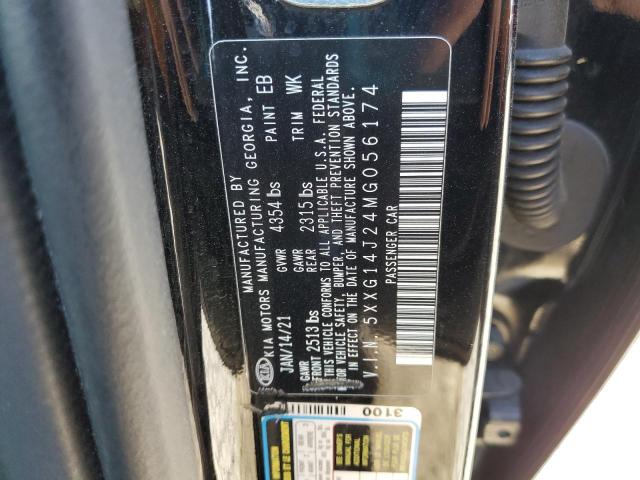 KIA
MANUFACTURED BY
KIA MOTORS MANUFACTURING GEORGIA, INC.
JAN/14/21 GVWR 4354 lbs PAINT EB
GAWR FRONT 2513 lbs GAWR REAR 2315 lbs TRIM WK
THIS VEHICLE CONFORMS TO ALL APPLICABLE U.S.A. FEDERAL
MOTOR VEHICLE SAFETY, BUMPER, AND THEFT PREVENTION STANDARDS
IN EFFECT ON THE DATE OF MANUFACTURE SHOWN ABOVE.
V.I.N. 5XXG14J24MG056174
PASSENGER CAR
3100